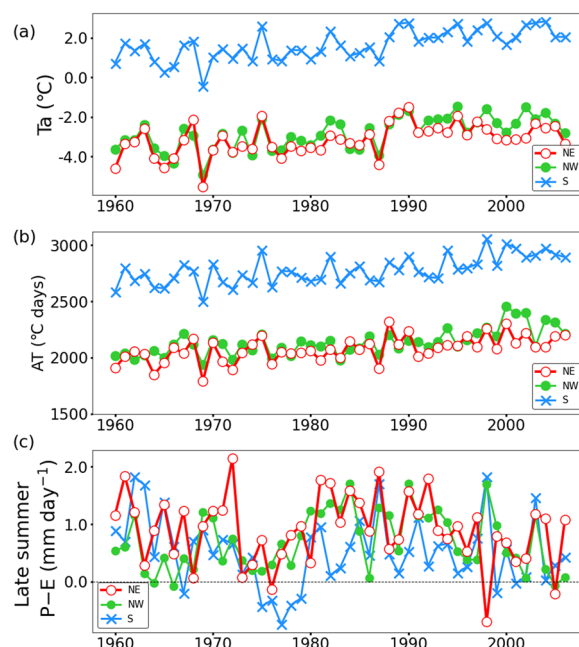 (a)
Ta (℃)
2.0
0.0
-2.0
-4.0
1960 1970 1980 1990 2000
NE
NW
S
(b)
AT (℃ days)
3000
2500
2000
1500
1960 1970 1980 1990 2000
NE
NW
S
(c)
Late summer
P−E (mm day⁻¹)
2.0
1.0
0.0
NE
NW
S
1960 1970 1980 1990 2000